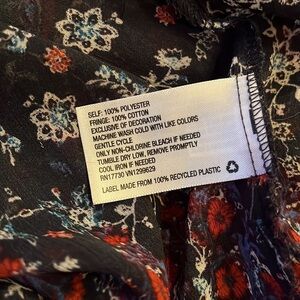 SELF: 100% POLYESTER
FRINGE: 100% COTTON
EXCLUSIVE OF DECORATION
MACHINE WASH COLD WITH LIKE COLORS
GENTLE CYCLE
ONLY NON-CHLORINE BLEACH IF NEEDED
TUMBLE DRY LOW, REMOVE PROMPTLY
COOL IRON IF NEEDED
RN17730 VN1299629
LABEL MADE FROM 100% RECYCLED PLASTIC